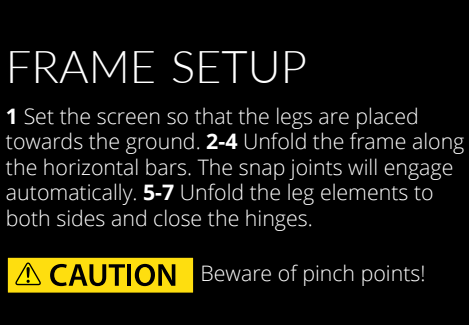 FRAME SETUP
1 Set the screen so that the legs are placed
towards the ground. 2-4 Unfold the frame along
the horizontal bars. The snap joints will engage
automatically. 5-7 Unfold the leg elements to
both sides and close the hinges.
⚠ CAUTION Beware of pinch points!